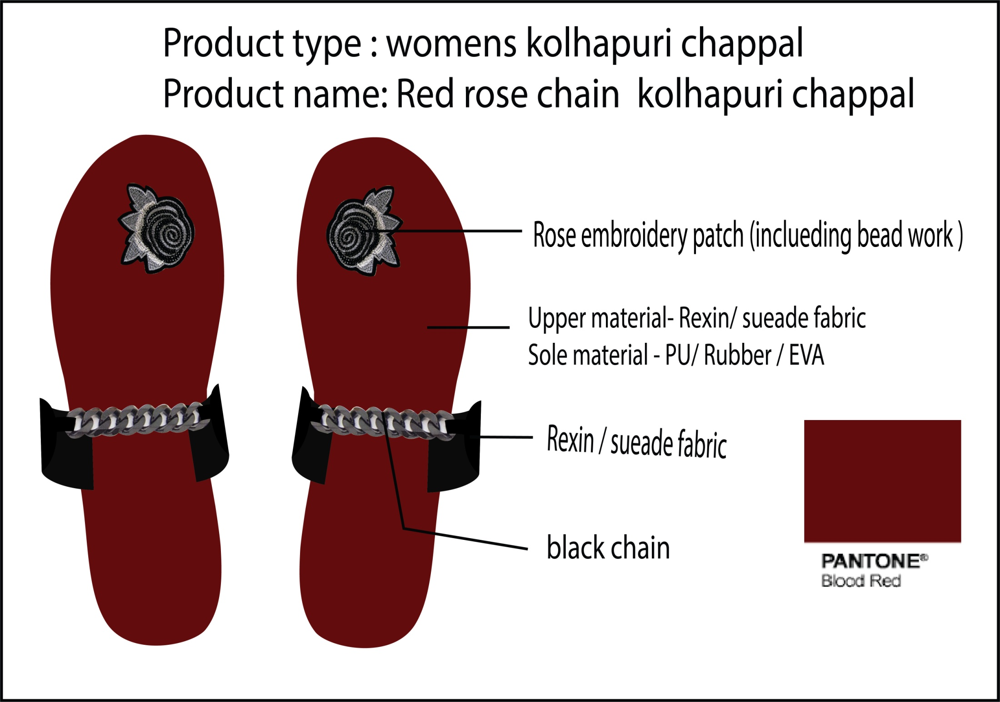 Product type : womens kolhapuri chappal
Product name: Red rose chain kolhapuri chappal
Rose embroidery patch (inclueding bead work )
Upper material- Rexin/ sueade fabric
Sole material - PU/ Rubber / EVA
Rexin / sueade fabric
black chain
PANTONE®
Blood Red